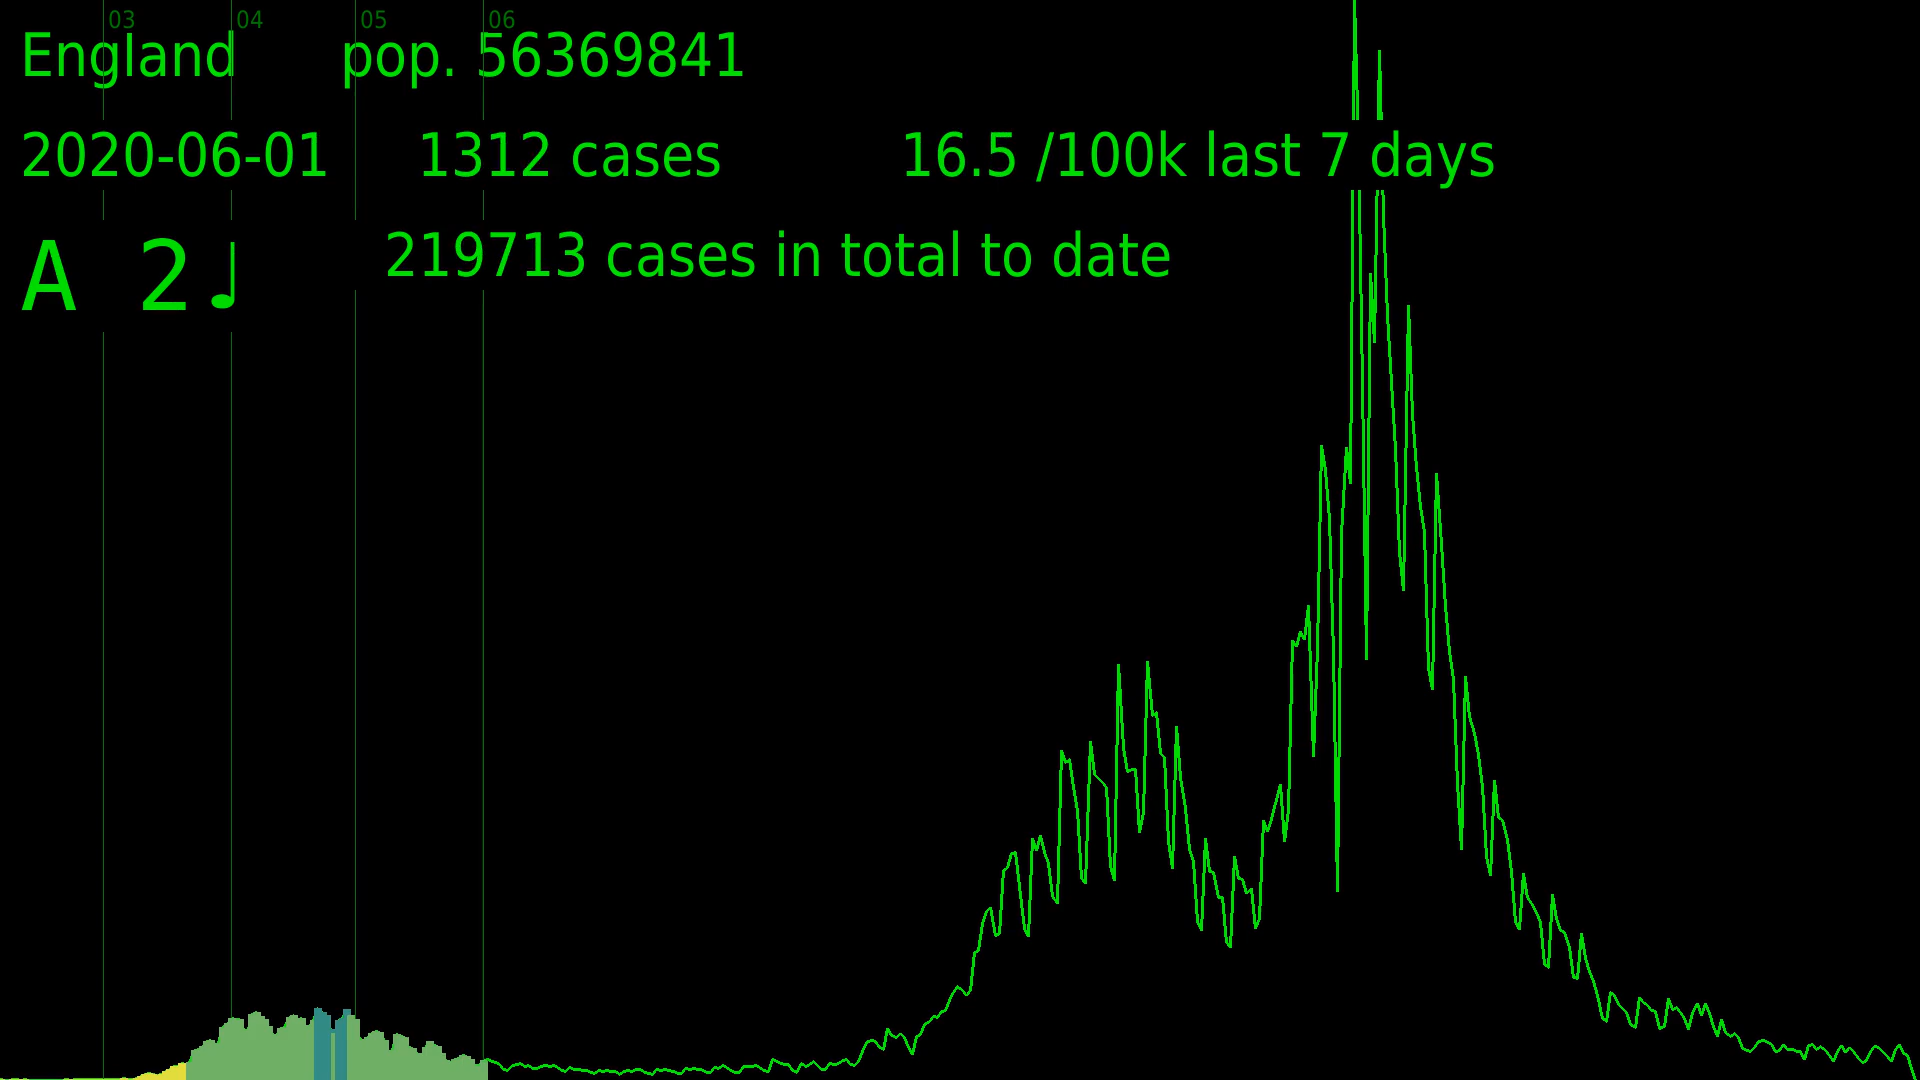 03 04 05 06
England pop. 56369841
2020-06-01 1312 cases 16.5 /100k last 7 days
A 2♩ 219713 cases in total to date